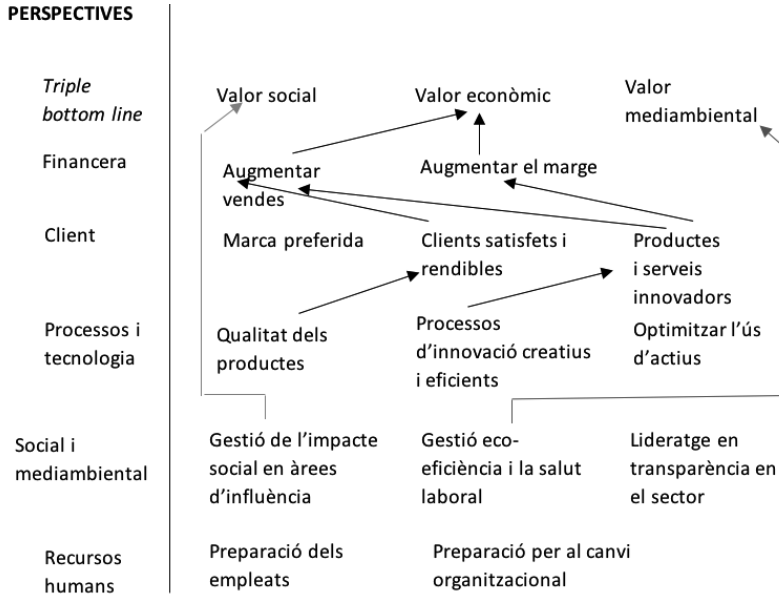 PERSPECTIVES
Triple
bottom line
Valor social
Valor econòmic
Valor
mediambiental
Financera
Augmentar
vendes
Augmentar el marge
Client
Marca preferida
Clients satisfets i
rendibles
Productes
i serveis
innovadors
Processos i
tecnologia
Qualitat dels
productes
Processos
d’innovació creatius
i eficients
Optimitzar l’ús
d’actius
Social i
mediambiental
Gestió de l’impacte
social en àrees
d’influència
Gestió eco-
eficiència i la salut
laboral
Lideratge en
transparència en
el sector
Recursos
humans
Preparació dels
empleats
Preparació per al canvi
organitzacional